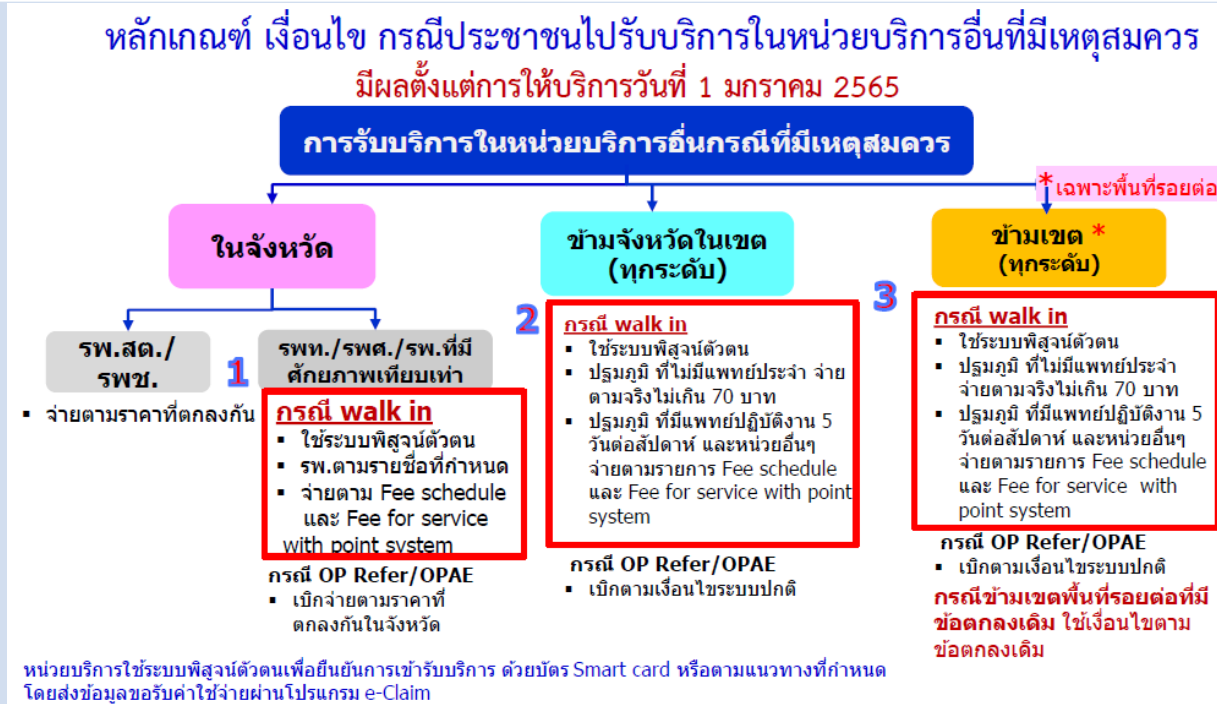 หลักเกณฑ์ เงื่อนไข กรณีประชาชนไปรับบริการในหน่วยบริการอื่นที่มีเหตุสมควร
มีผลตั้งแต่การให้บริการวันที่ 1 มกราคม 2565
การรับบริการในหน่วยบริการอื่นกรณีที่มีเหตุสมควร
* เฉพาะพื้นที่รอยต่อ
ในจังหวัด
รพ.สต./
รพช.
▪ จ่ายตามราคาที่ตกลงกัน
1
รพท./รพศ./รพ.ที่มี
ศักยภาพเทียบเท่า
กรณี walk in
▪ ใช้ระบบพิสูจน์ตัวตน
▪ รพ.ตามรายชื่อที่กำหนด
▪ จ่ายตาม Fee schedule
และ Fee for service
with point system
กรณี OP Refer/OPAE
▪ เบิกจ่ายตามราคาที่
ตกลงกันในจังหวัด
ข้ามจังหวัดในเขต
(ทุกระดับ)
2
กรณี walk in
▪ ใช้ระบบพิสูจน์ตัวตน
▪ ปฐมภูมิ ที่ไม่มีแพทย์ประจำ จ่าย
ตามจริงไม่เกิน 70 บาท
▪ ปฐมภูมิ ที่มีแพทย์ปฏิบัติงาน 5
วันต่อสัปดาห์ และหน่วยอื่นๆ
จ่ายตามรายการ Fee schedule
และ Fee for service with point
system
กรณี OP Refer/OPAE
▪ เบิกตามเงื่อนไขระบบปกติ
ข้ามเขต *
(ทุกระดับ)
3
กรณี walk in
▪ ใช้ระบบพิสูจน์ตัวตน
▪ ปฐมภูมิ ที่ไม่มีแพทย์ประจำ
จ่ายตามจริงไม่เกิน 70 บาท
▪ ปฐมภูมิ ที่มีแพทย์ปฏิบัติงาน 5
วันต่อสัปดาห์ และหน่วยอื่นๆ
จ่ายตามรายการ Fee schedule
และ Fee for service with
point system
กรณี OP Refer/OPAE
▪ เบิกตามเงื่อนไขระบบปกติ
กรณีข้ามเขตพื้นที่รอยต่อที่มี
ข้อตกลงเดิม ใช้เงื่อนไขตาม
ข้อตกลงเดิม
หน่วยบริการใช้ระบบพิสูจน์ตัวตนเพื่อยืนยันการเข้ารับบริการ ด้วยบัตร Smart card หรือตามแนวทางที่กำหนด
โดยส่งข้อมูลขอรับค่าใช้จ่ายผ่านโปรแกรม e-Claim